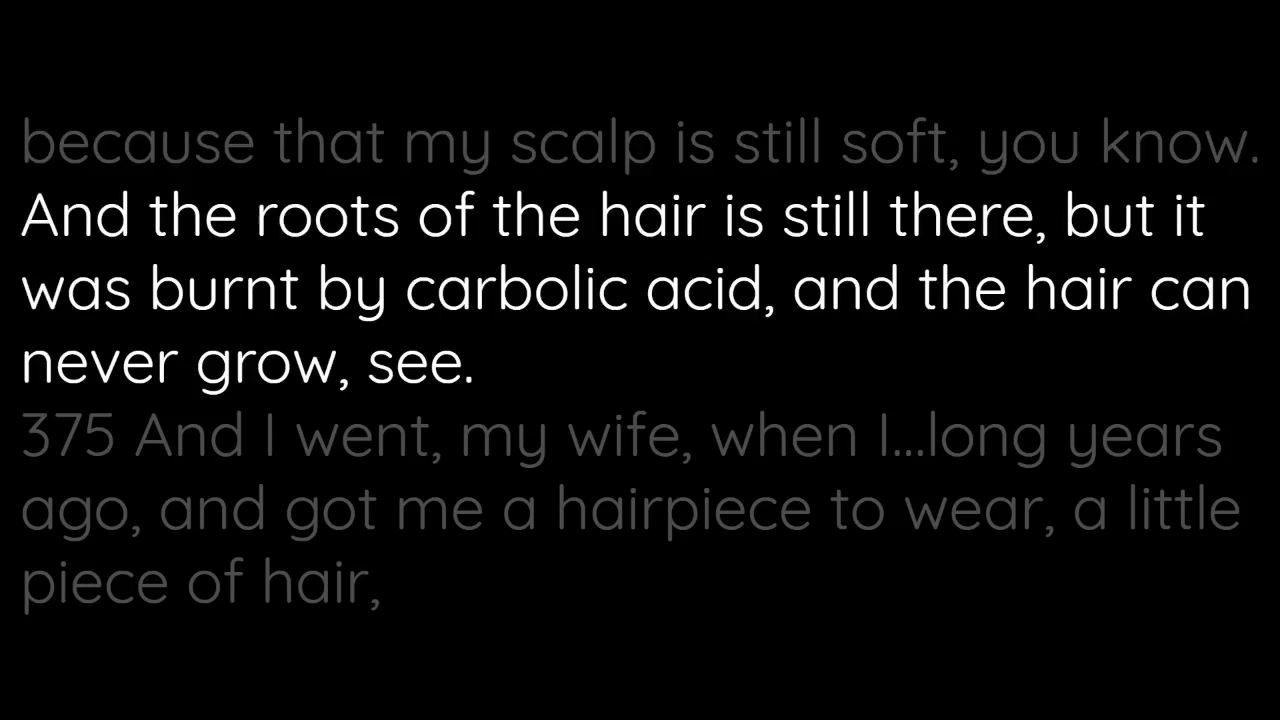 because that my scalp is still soft, you know.
And the roots of the hair is still there, but it
was burnt by carbolic acid, and the hair can
never grow, see.
375 And I went, my wife, when I...long years
ago, and got me a hairpiece to wear, a little
piece of hair,